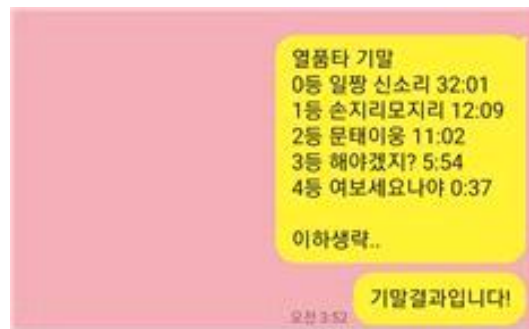 열품타 기말
0등 일짱 신소리 32:01
1등 손지리모지리 12:09
2등 문태이웅 11:02
3등 해야겠지? 5:54
4등 여보세요나야 0:37
이하생략..
기말결과입니다!
오전 3:52